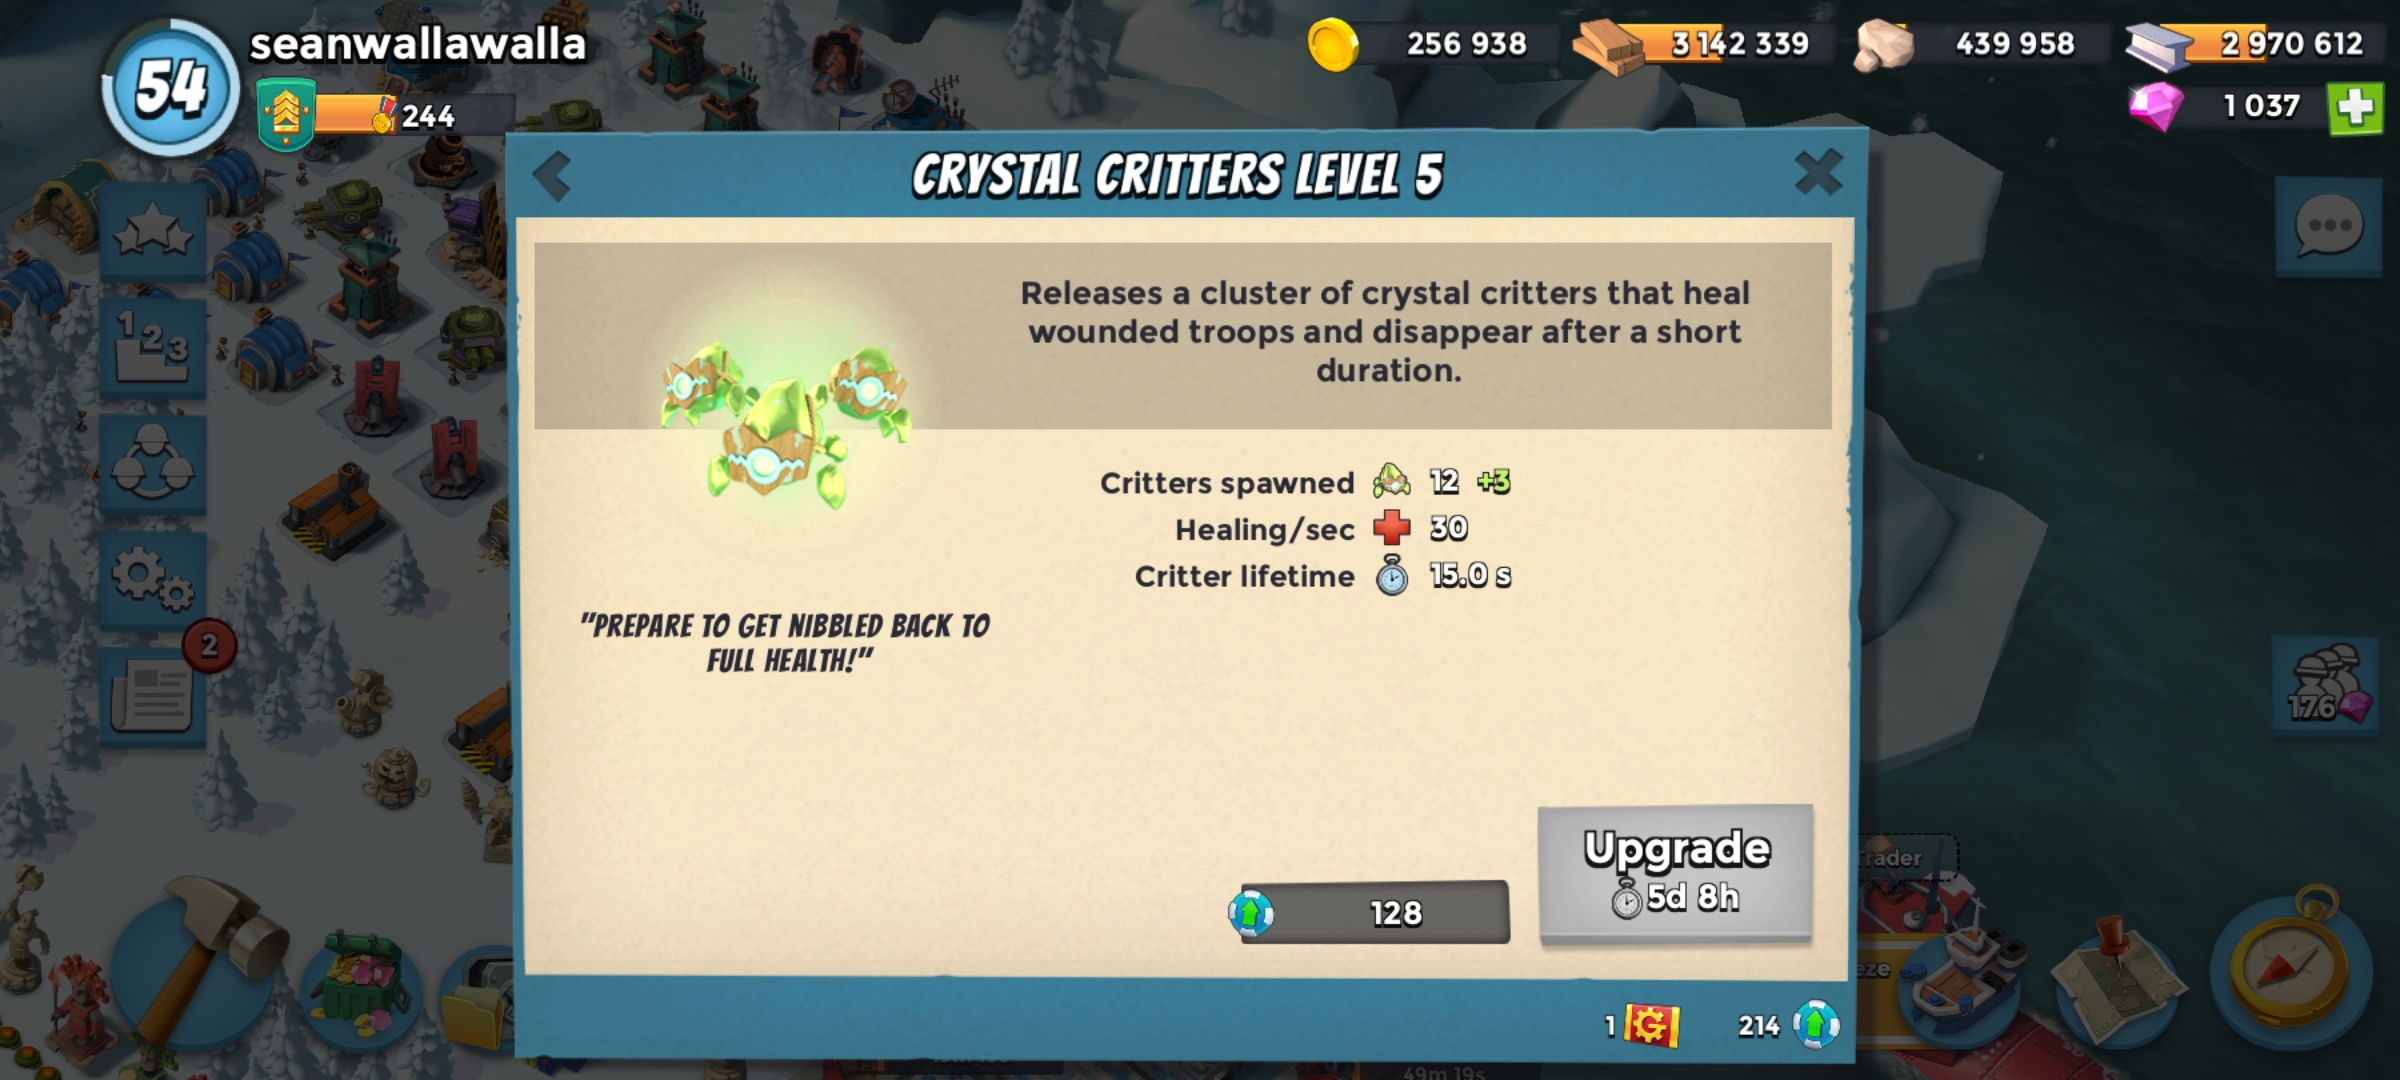 54
seanwallawalla
244
256 938
3 142 339
439 958
2 970 612
1 037
CRYSTAL CRITTERS LEVEL 5
Releases a cluster of crystal critters that heal
wounded troops and disappear after a short
duration.
123
Critters spawned 12 +3
Healing/sec 30
Critter lifetime 15.0 s
"PREPARE TO GET NIBBLED BACK TO
FULL HEALTH!"
2
176
Upgrade
5d 8h
128
1 G
214
49m 19s